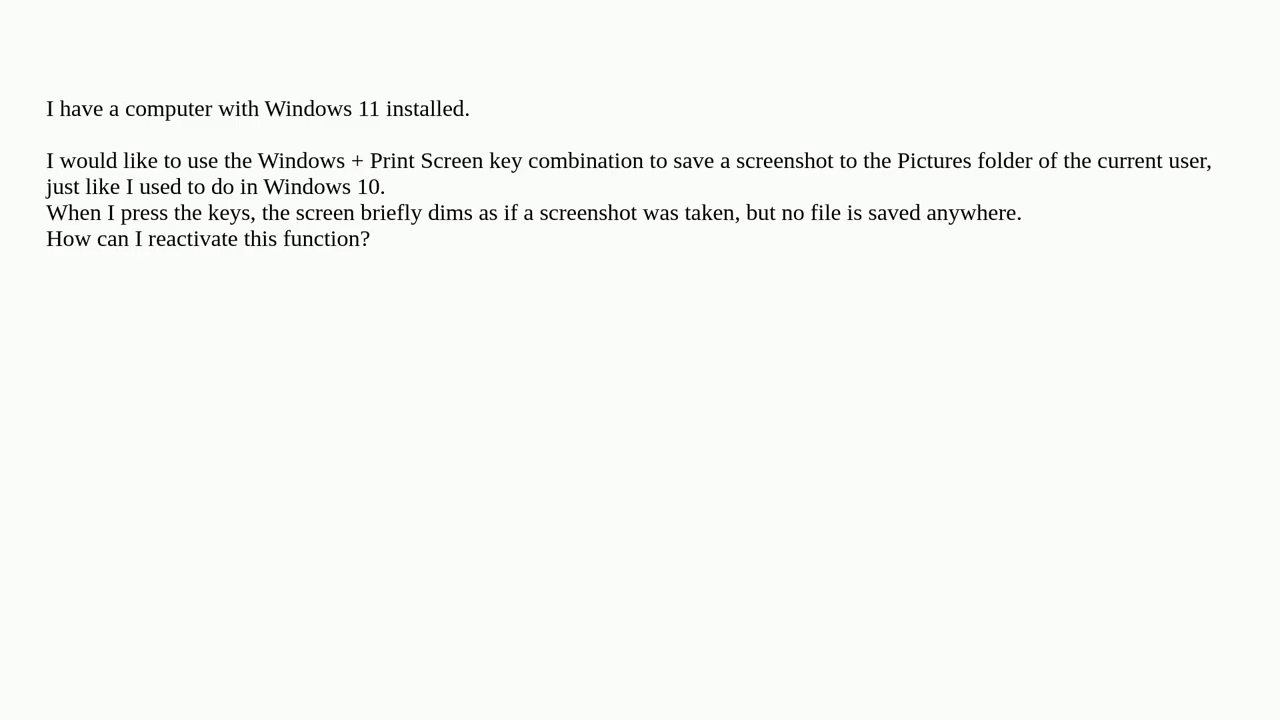 I have a computer with Windows 11 installed.
I would like to use the Windows + Print Screen key combination to save a screenshot to the Pictures folder of the current user,
just like I used to do in Windows 10.
When I press the keys, the screen briefly dims as if a screenshot was taken, but no file is saved anywhere.
How can I reactivate this function?